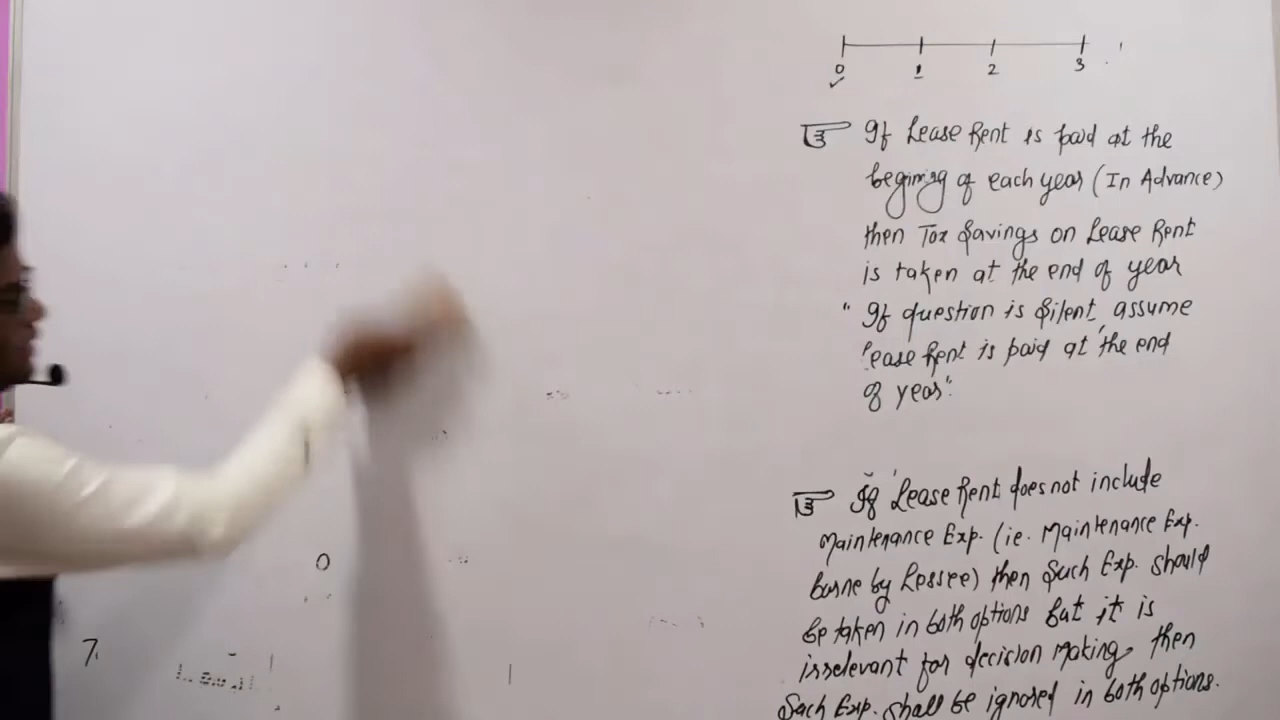 0 1 2 3
If Lease Rent is paid at the
begining of each year (In Advance)
then Tax Savings on Lease Rent
is taken at the end of year
" If question is silent, assume
lease Rent is paid at the end
of year"
If Lease Rent does not include
Maintenance Exp. (ie. Maintenance Exp.
borne by Lessee) then Such Exp. should
be taken in both options but it is
irrelevant for decision Making, then
Such Exp. shall be ignored in both options.
0
7